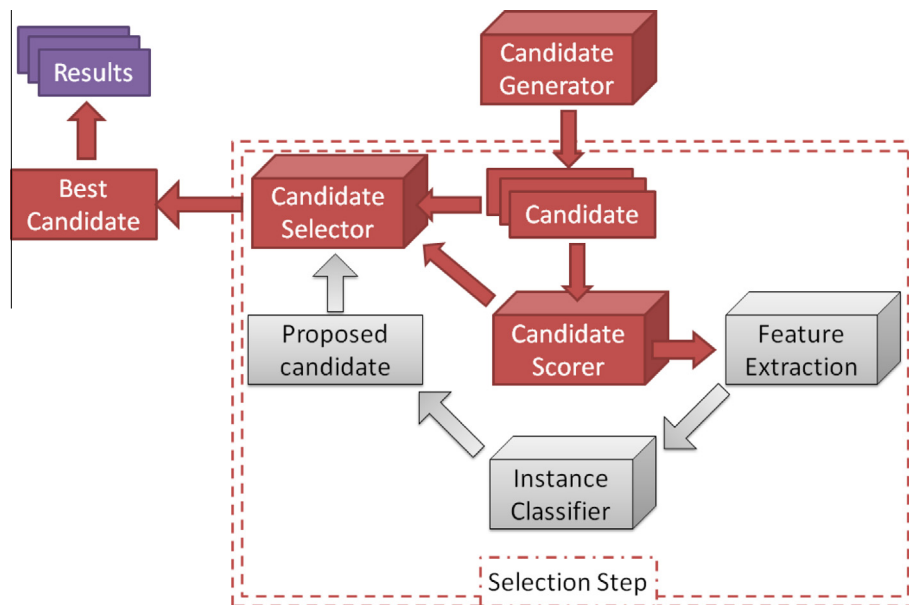 Results
Candidate
Generator
Best
Candidate
Candidate
Selector
Candidate
Proposed
candidate
Candidate
Scorer
Feature
Extraction
Instance
Classifier
Selection Step